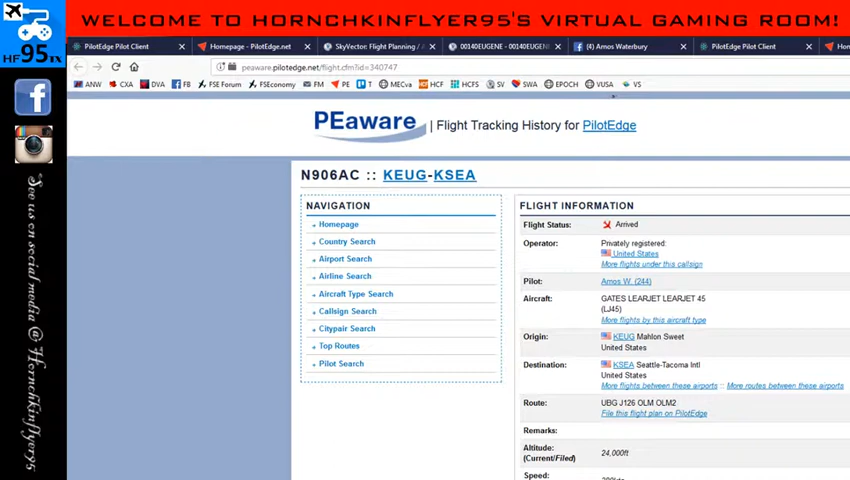 WELCOME TO HORNCHKINFLYER95'S VIRTUAL GAMING ROOM!
HF 95TX
PilotEdge Pilot Client
Homepage - PilotEdge.net
SkyVector: Flight Planning / A
00140EUGENE - 00140EUGEN
(4) Amos Waterbury
PilotEdge Pilot Client
Hom
peaware.pilotedge.net/flight.cfm?id=340747
ANW CXA DVA FB FSE Forum FSEconomy FM PE T MECva HCF HCFS SV SWA EPOCH VUSA VS
PEaware | Flight Tracking History for PilotEdge
N906AC :: KEUG-KSEA
NAVIGATION
Homepage
Country Search
Airport Search
Airline Search
Aircraft Type Search
Callsign Search
Citypair Search
Top Routes
Pilot Search
FLIGHT INFORMATION
Flight Status: Arrived
Operator: Privately registered:
United States
More flights under this callsign
Pilot: Amos W. (244)
Aircraft: GATES LEARJET LEARJET 45
(LJ45)
More flights by this aircraft type
Origin: KEUG Mahlon Sweet
United States
Destination: KSEA Seattle-Tacoma Intl
United States
More flights between these airports :: More routes between these airports
Route: UBG J126 OLM OLM2
File this flight plan on PilotEdge
Remarks:
Altitude:
(Current/Filed) 24,000ft
Speed:
See us on social media @ Hornchkinflyer95